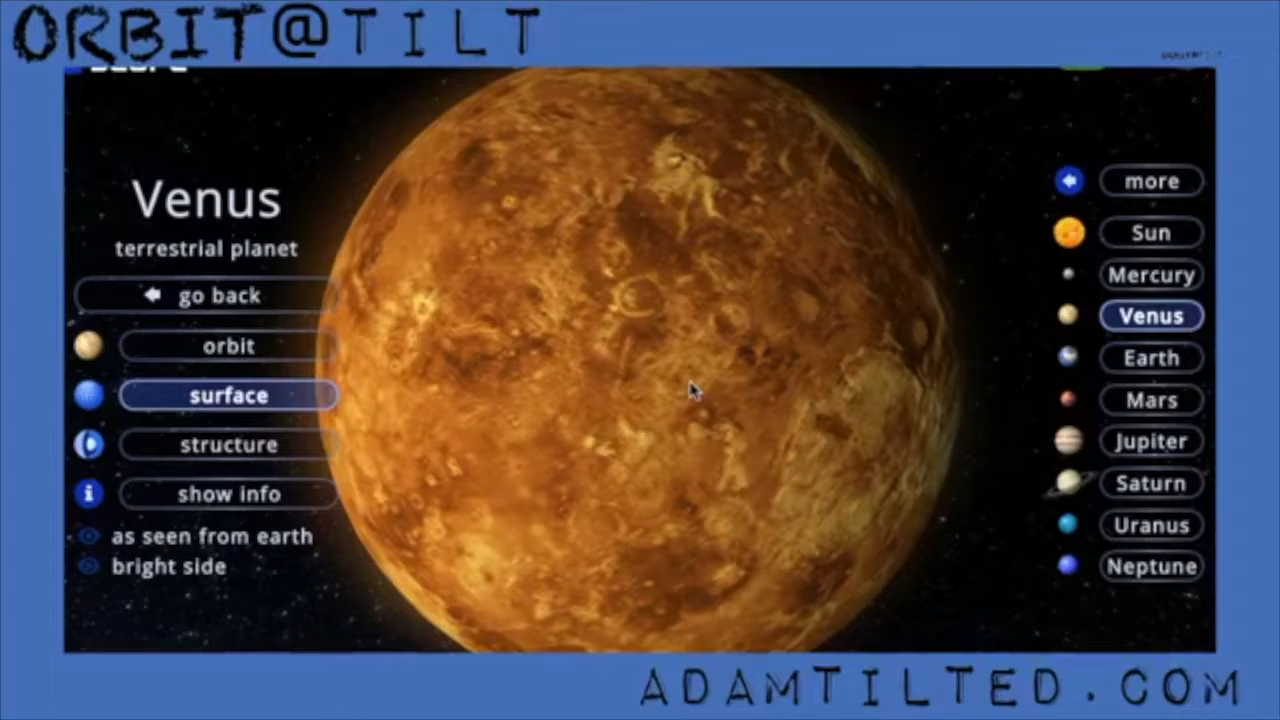 ORBIT@TILT
Venus
terrestrial planet
go back
orbit
surface
structure
show info
as seen from earth
bright side
more
Sun
Mercury
Venus
Earth
Mars
Jupiter
Saturn
Uranus
Neptune
ADAMTILTED.COM